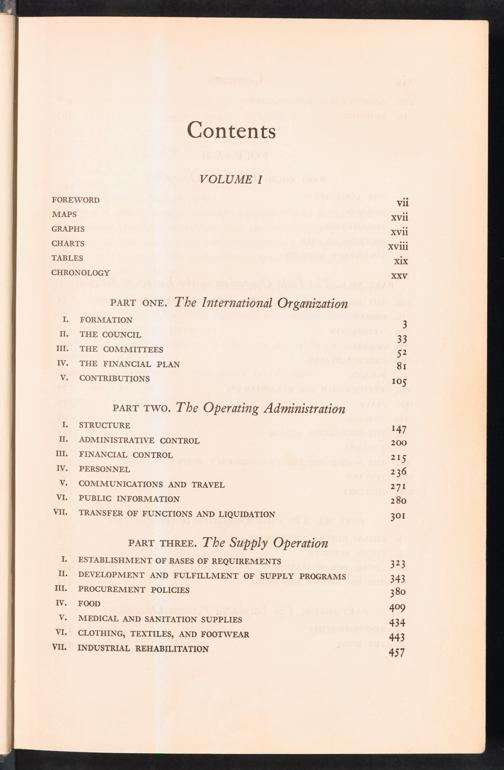 Contents
VOLUME I
FOREWORD vii
MAPS xvii
GRAPHS xvii
CHARTS xviii
TABLES xix
CHRONOLOGY xxv
PART ONE. The International Organization
I. FORMATION 3
II. THE COUNCIL 33
III. THE COMMITTEES 52
IV. THE FINANCIAL PLAN 81
V. CONTRIBUTIONS 105
PART TWO. The Operating Administration
I. STRUCTURE 147
II. ADMINISTRATIVE CONTROL 200
III. FINANCIAL CONTROL 215
IV. PERSONNEL 236
V. COMMUNICATIONS AND TRAVEL 271
VI. PUBLIC INFORMATION 280
VII. TRANSFER OF FUNCTIONS AND LIQUIDATION 301
PART THREE. The Supply Operation
I. ESTABLISHMENT OF BASES OF REQUIREMENTS 323
II. DEVELOPMENT AND FULFILLMENT OF SUPPLY PROGRAMS 343
III. PROCUREMENT POLICIES 380
IV. FOOD 409
V. MEDICAL AND SANITATION SUPPLIES 434
VI. CLOTHING, TEXTILES, AND FOOTWEAR 443
VII. INDUSTRIAL REHABILITATION 457